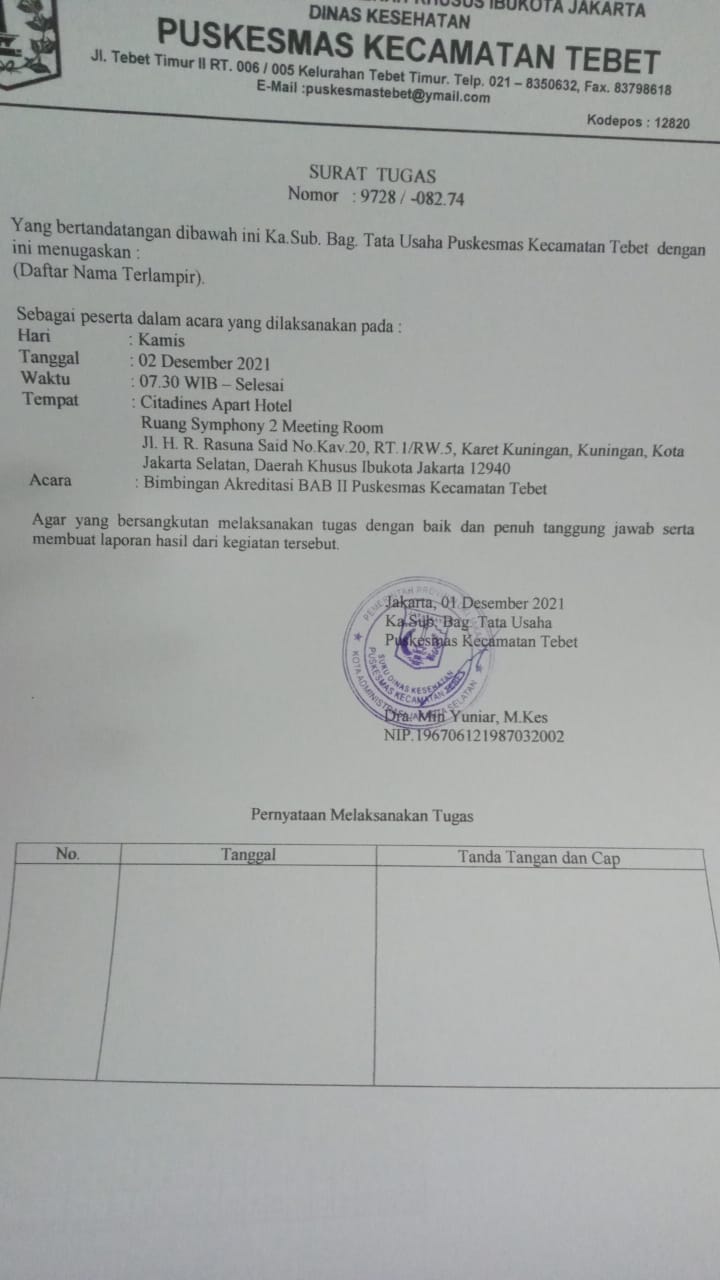 KHUSUS IBUKOTA JAKARTA
DINAS KESEHATAN
PUSKESMAS KECAMATAN TEBET
Jl. Tebet Timur II RT. 006 / 005 Kelurahan Tebet Timur. Telp. 021 – 8350632, Fax. 83798618
E-Mail :puskesmastebet@ymail.com
Kodepos : 12820
SURAT TUGAS
Nomor : 9728 / -082.74
Yang bertandatangan dibawah ini Ka.Sub. Bag. Tata Usaha Puskesmas Kecamatan Tebet dengan
ini menugaskan :
(Daftar Nama Terlampir).
Sebagai peserta dalam acara yang dilaksanakan pada :
Hari : Kamis
Tanggal : 02 Desember 2021
Waktu : 07.30 WIB – Selesai
Tempat : Citadines Apart Hotel
Ruang Symphony 2 Meeting Room
Jl. H. R. Rasuna Said No.Kav.20, RT.1/RW.5, Karet Kuningan, Kuningan, Kota
Jakarta Selatan, Daerah Khusus Ibukota Jakarta 12940
Acara : Bimbingan Akreditasi BAB II Puskesmas Kecamatan Tebet
Agar yang bersangkutan melaksanakan tugas dengan baik dan penuh tanggung jawab serta
membuat laporan hasil dari kegiatan tersebut.
Jakarta, 01 Desember 2021
Ka.Sub. Bag. Tata Usaha
Puskesmas Kecamatan Tebet
PEMERINTAH
SUKU DINAS KESEHATAN
PUSKESMAS KECAMATAN TEBET
KOTA ADMINISTRASI JAKARTA SELATAN
Dra. Min Yuniar, M.Kes
NIP.196706121987032002
Pernyataan Melaksanakan Tugas
No. Tanggal Tanda Tangan dan Cap